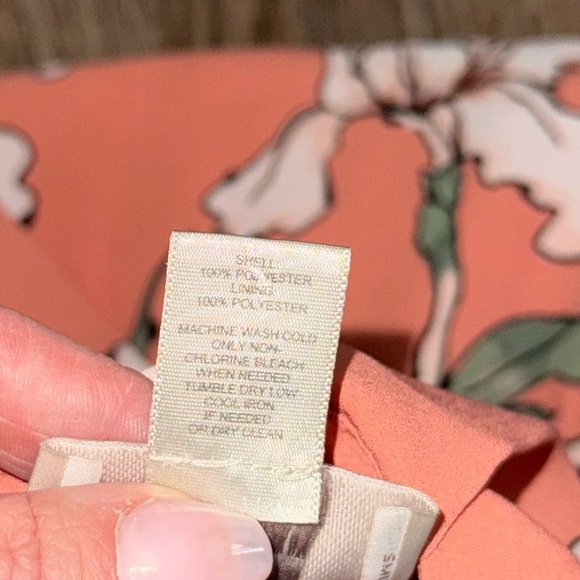 SHELL
100% POLYESTER
LINING
100% POLYESTER
MACHINE WASH COLD
ONLY NON-
CHLORINE BLEACH
WHEN NEEDED
TUMBLE DRY LOW
COOL IRON
IF NEEDED
OR DRY CLEAN
SM